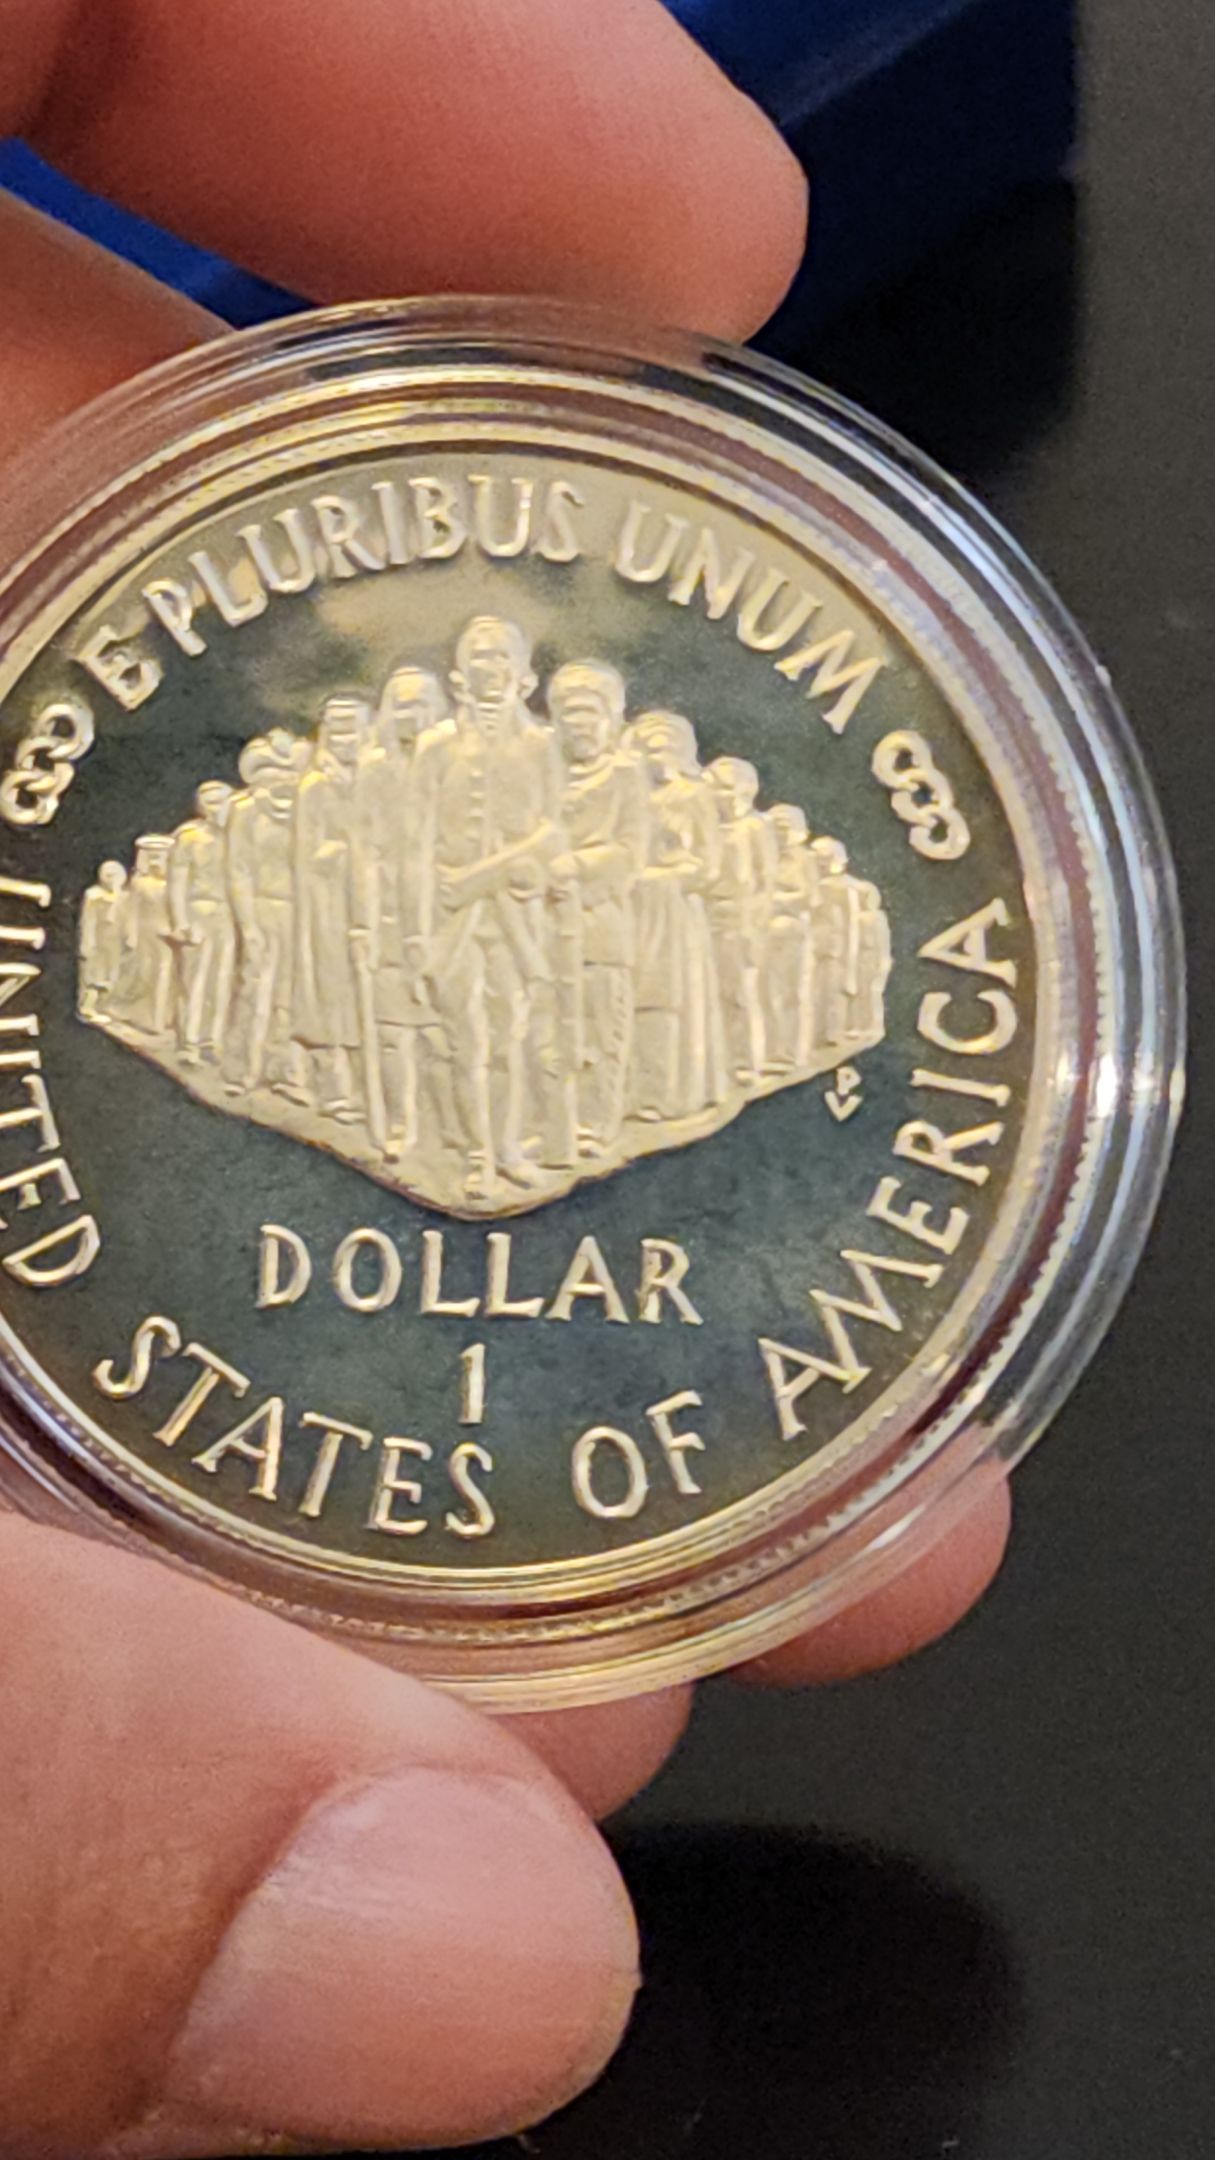 E PLURIBUS UNUM
DOLLAR
1
UNITED STATES OF AMERICA